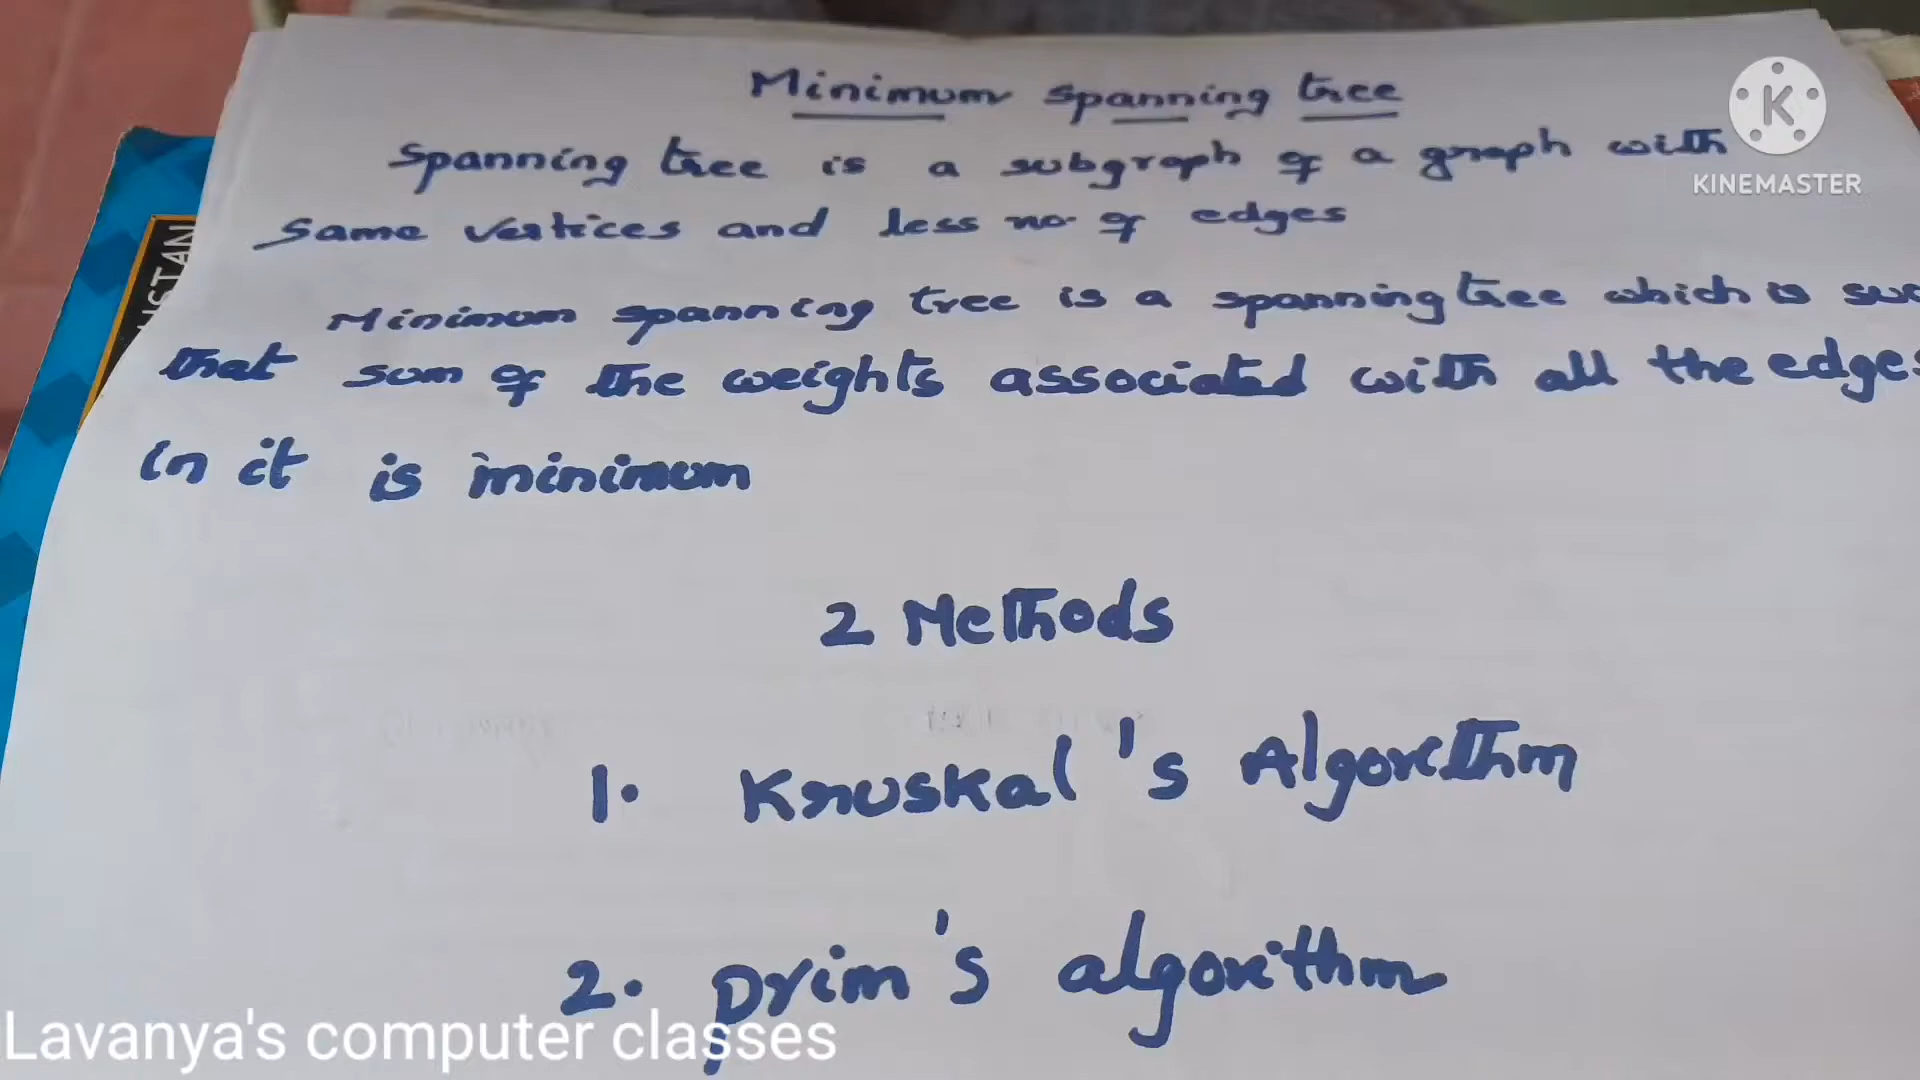 Minimum spanning tree
K
KINEMASTER
Spanning tree is a subgraph of a graph with
same vertices and less no. of edges
Minimum spanning tree is a spanning tree which is suc
that sum of the weights associated with all the edges
in it is minimum
2 Methods
1. Kruskal's Algorithm
2. prim's algorithm
Lavanya's computer classes